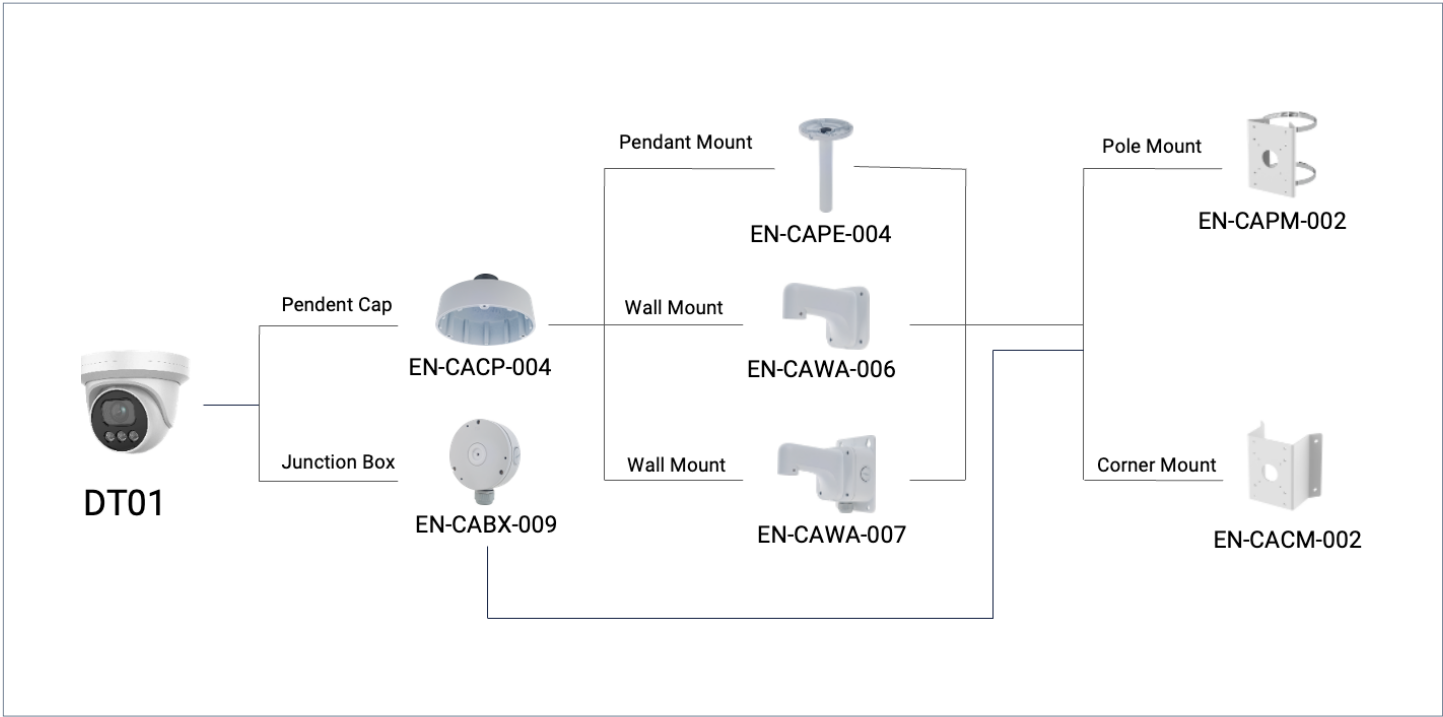 Pendant Mount
EN-CAPE-004
Pole Mount
EN-CAPM-002
Pendent Cap
EN-CACP-004
Wall Mount
EN-CAWA-006
DT01
Junction Box
EN-CABX-009
Wall Mount
EN-CAWA-007
Corner Mount
EN-CACM-002